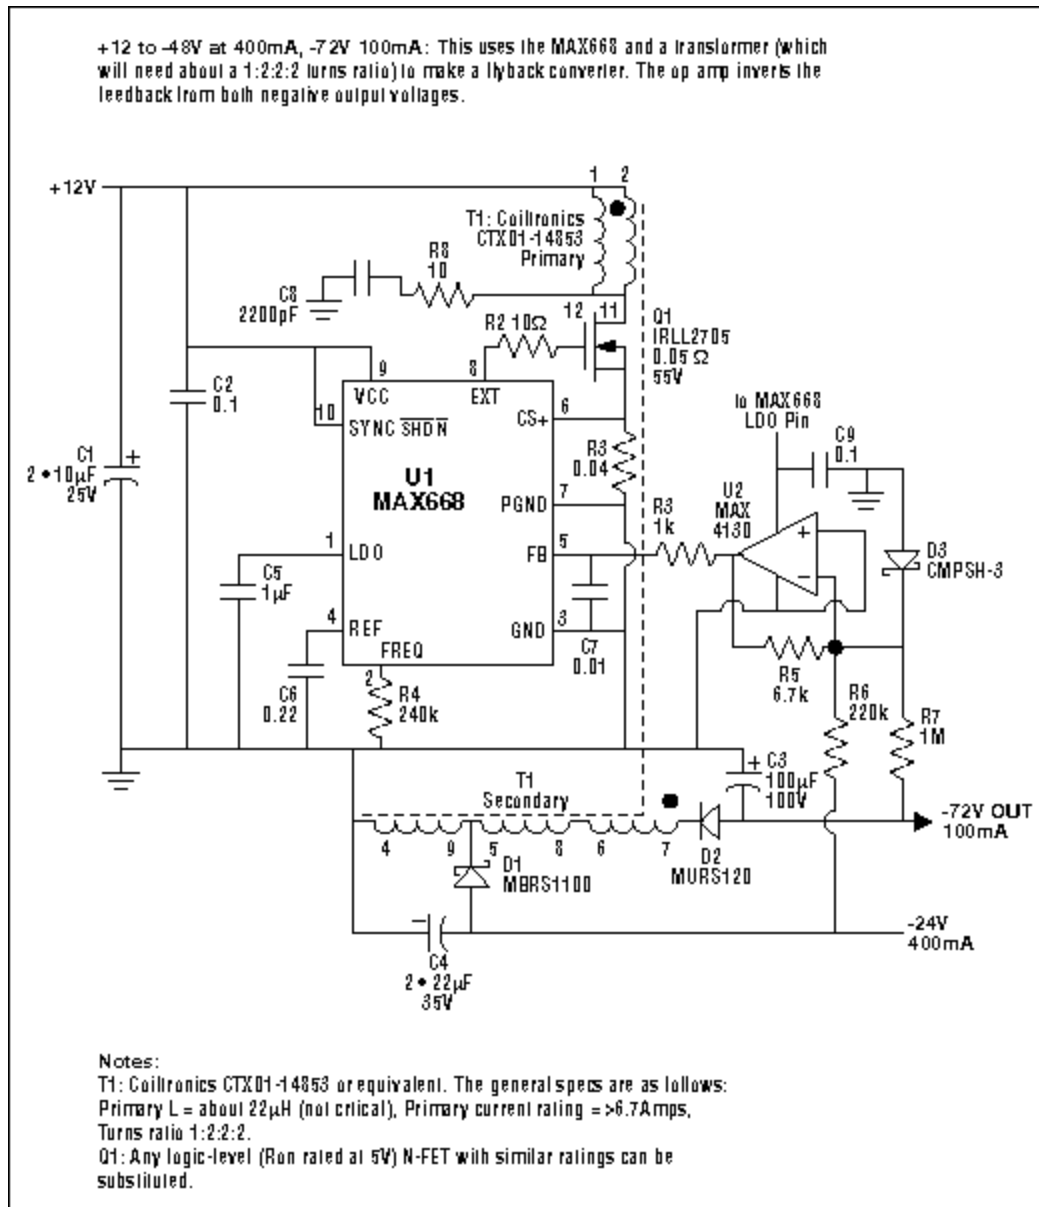 +12 to -48V at 400mA, -72V 100mA: This uses the MAX668 and a transformer (which
will need about a 1:2:2:2 turns ratio) to make a flyback converter. The op amp inverts the
feedback from both negative output voltages.
1 2
+12V
T1: Coiltronics
CTX01-14853
Primary
R8
10
C8
2200pF
12 11
Q1
IRLL2705
0.05 Ω
55V
R2 10Ω
9
8
VCC
EXT
C2
0.1
10
SYNC SHDN
6
CS+
to MAX668
LDO Pin
C9
0.1
C1
2 • 10µF
25V
+
U1
MAX668
R3
0.04
7
PGND
R3
1k
U2
MAX
4130
+
−
D3
CMPSH-3
1
LDO
5
FB
C5
1µF
4
REF
3
GND
C7
0.01
FREQ
2
C6
0.22
R4
240k
R5
6.7k
R6
220k
R7
1M
T1
Secondary
+
C3
100µF
100V
-72V OUT
100mA
4 9 5 8 6 7
D1
MBRS1100
D2
MURS120
−
C4
2 • 22µF
35V
-24V
400mA
Notes:
T1: Coiltronics CTX01-14853 or equivalent. The general specs are as follows:
Primary L = about 22µH (not crtical), Primary current rating = >6.7Amps,
Turns ratio 1:2:2:2.
Q1: Any logic-level (Ron rated at 5V) N-FET with similar ratings can be
substituted.